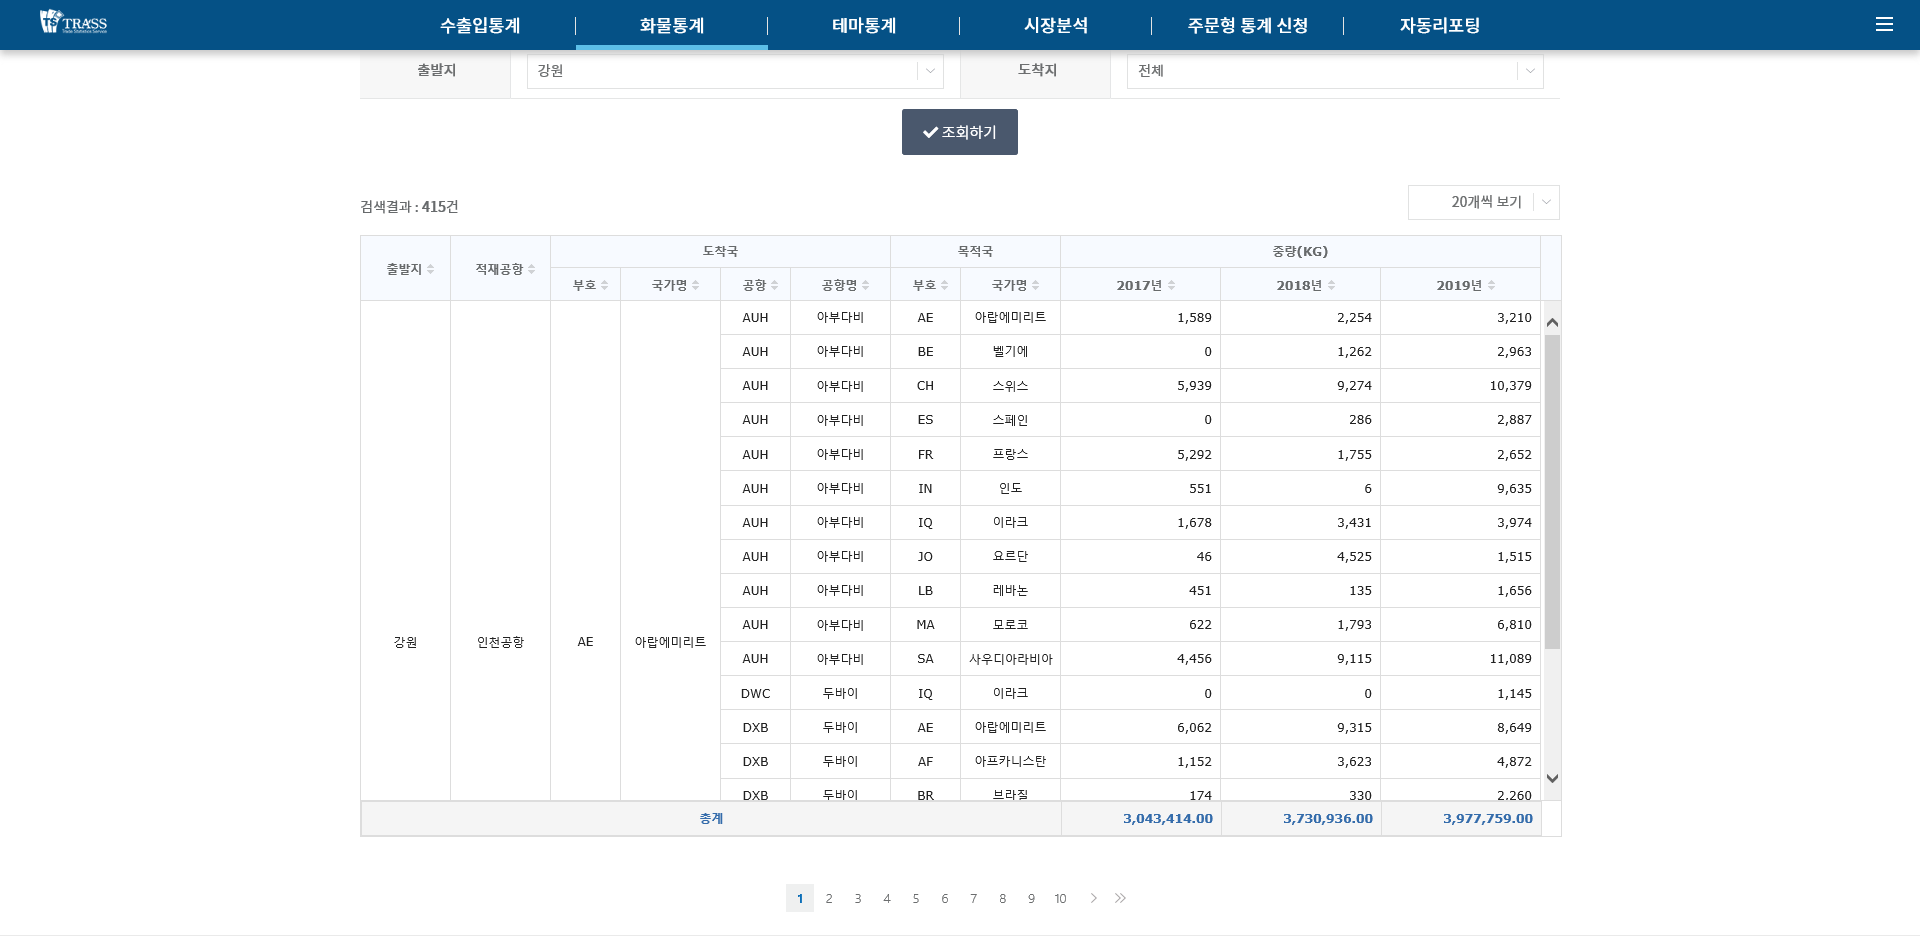 TRASS
Trade Statistics Service
수출입통계 화물통계 테마통계 시장분석 주문형 통계 신청 자동리포팅
출발지 강원 도착지 전체
조회하기
검색결과 : 415건 20개씩 보기
출발지 적재공항 도착국 목적국 중량(KG)
부호 국가명 공항 공항명 부호 국가명 2017년 2018년 2019년
AUH 아부다비 AE 아랍에미리트 1,589 2,254 3,210
AUH 아부다비 BE 벨기에 0 1,262 2,963
AUH 아부다비 CH 스위스 5,939 9,274 10,379
AUH 아부다비 ES 스페인 0 286 2,887
AUH 아부다비 FR 프랑스 5,292 1,755 2,652
AUH 아부다비 IN 인도 551 6 9,635
AUH 아부다비 IQ 이라크 1,678 3,431 3,974
AUH 아부다비 JO 요르단 46 4,525 1,515
AUH 아부다비 LB 레바논 451 135 1,656
AUH 아부다비 MA 모로코 622 1,793 6,810
강원 인천공항 AE 아랍에미리트
AUH 아부다비 SA 사우디아라비아 4,456 9,115 11,089
DWC 두바이 IQ 이라크 0 0 1,145
DXB 두바이 AE 아랍에미리트 6,062 9,315 8,649
DXB 두바이 AF 아프카니스탄 1,152 3,623 4,872
DXB 두바이 BR 브라질 174 330 2,260
총계 3,043,414.00 3,730,936.00 3,977,759.00
1 2 3 4 5 6 7 8 9 10